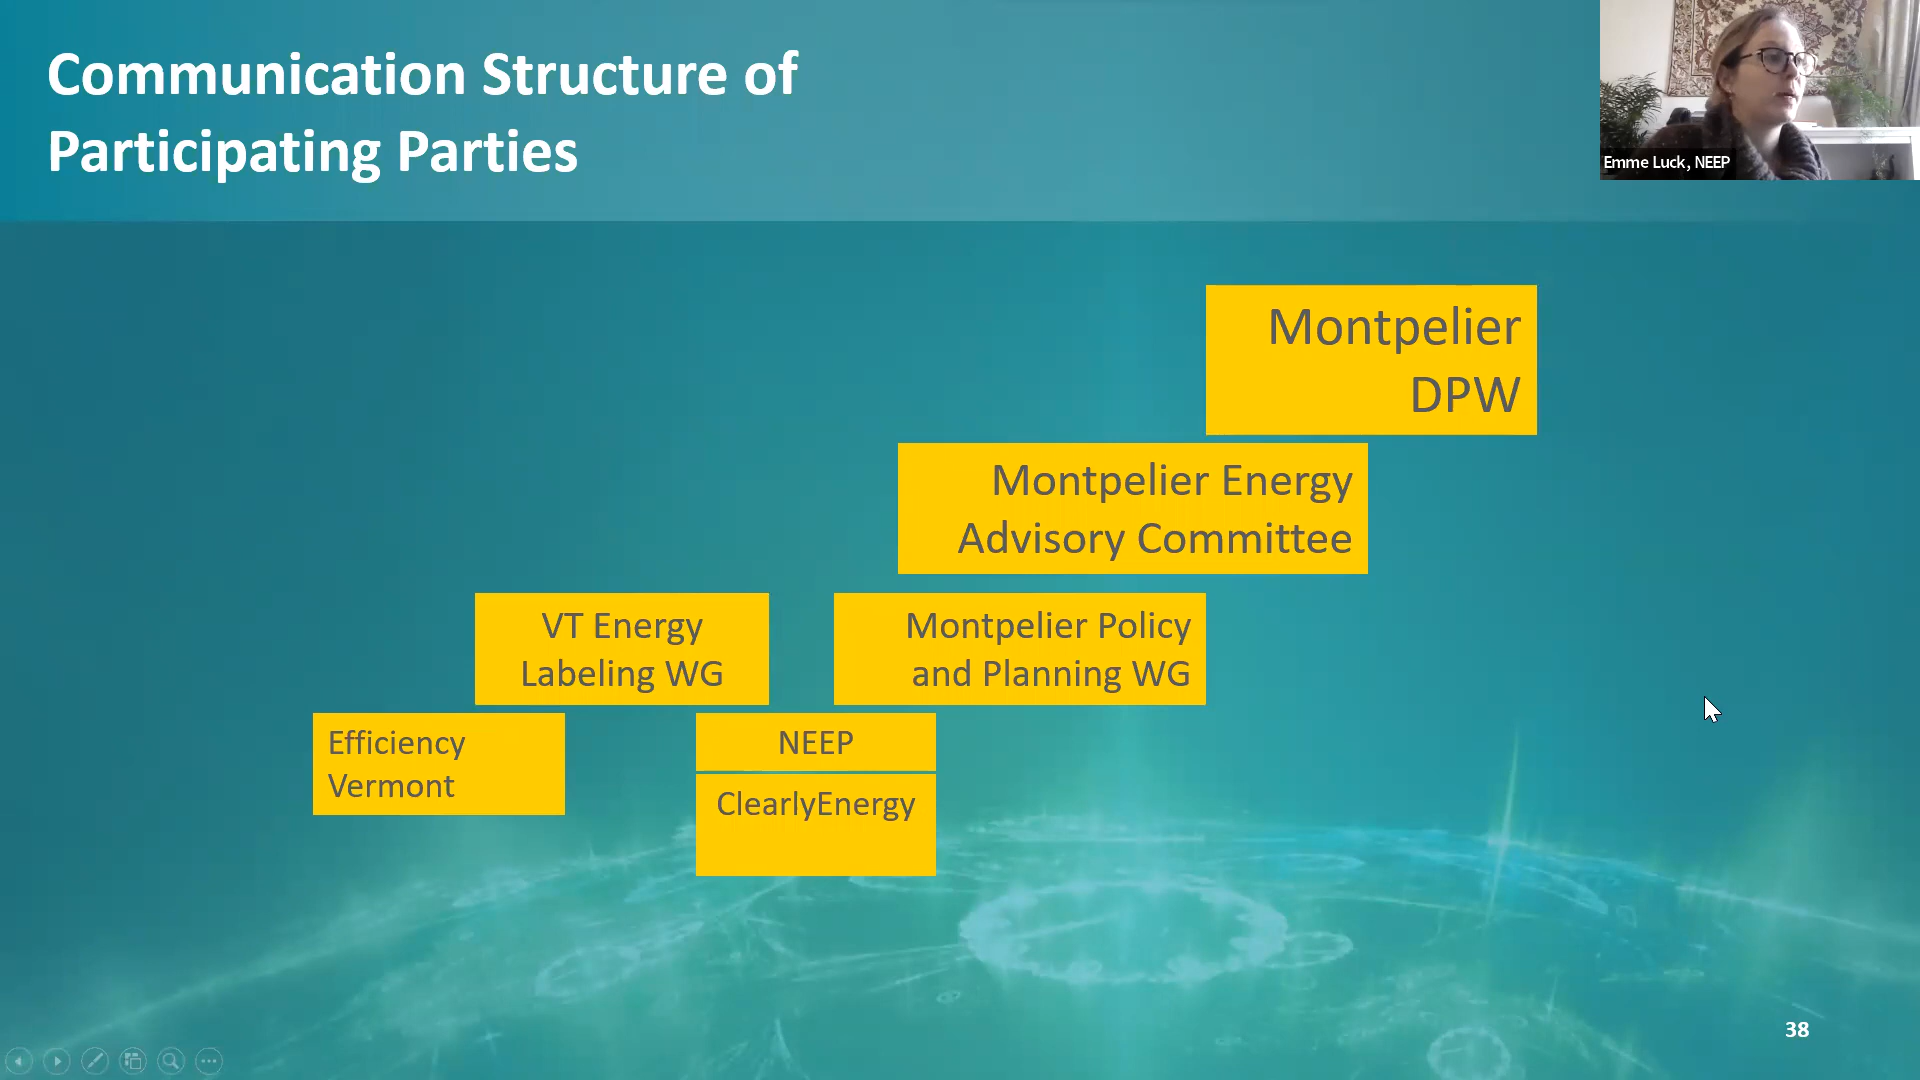 Communication Structure of
Participating Parties
Emme Luck, NEEP
Montpelier
DPW
Montpelier Energy
Advisory Committee
VT Energy
Labeling WG
Montpelier Policy
and Planning WG
Efficiency
Vermont
NEEP
ClearlyEnergy
38